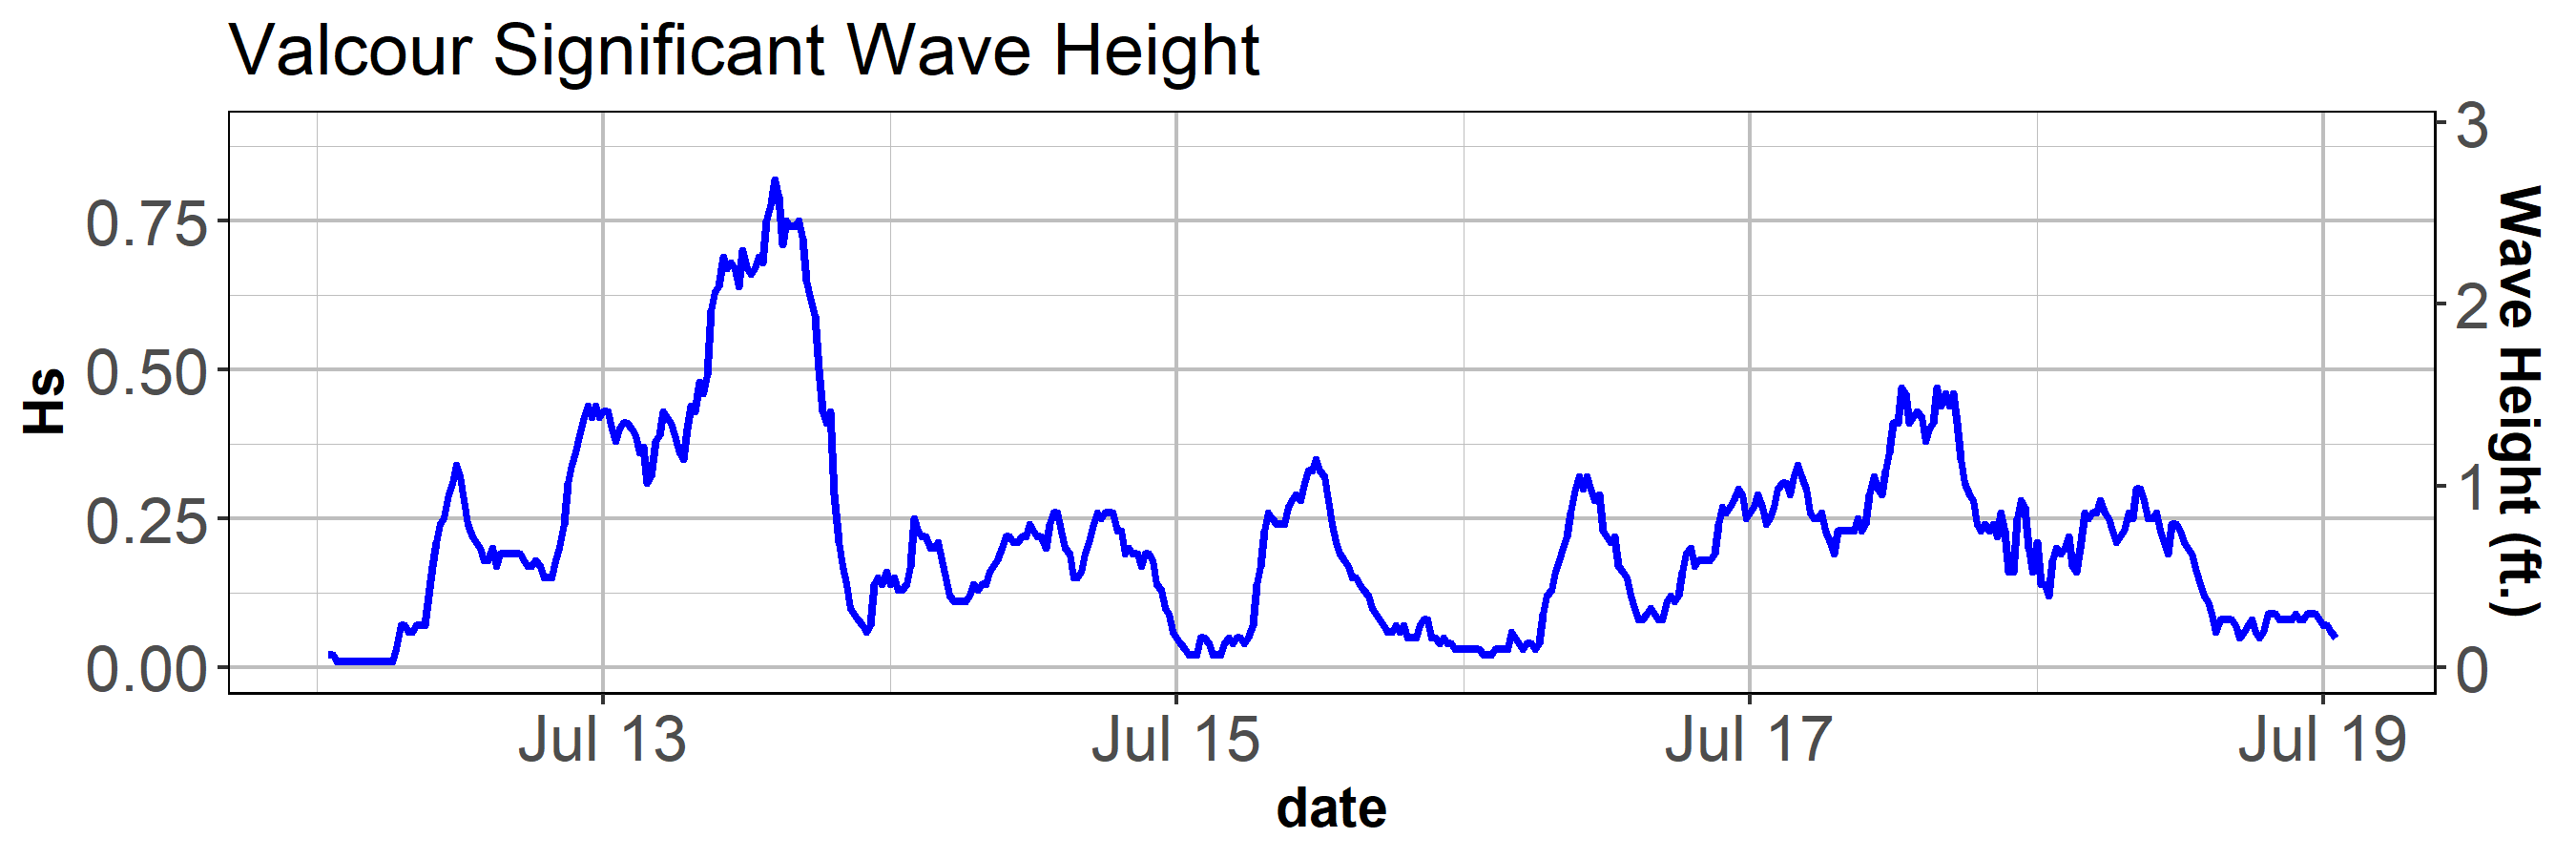 Valcour Significant Wave Height
Hs
0.75
0.50
0.25
0.00
3
2
1
0
Wave Height (ft.)
Jul 13
Jul 15
Jul 17
Jul 19
date